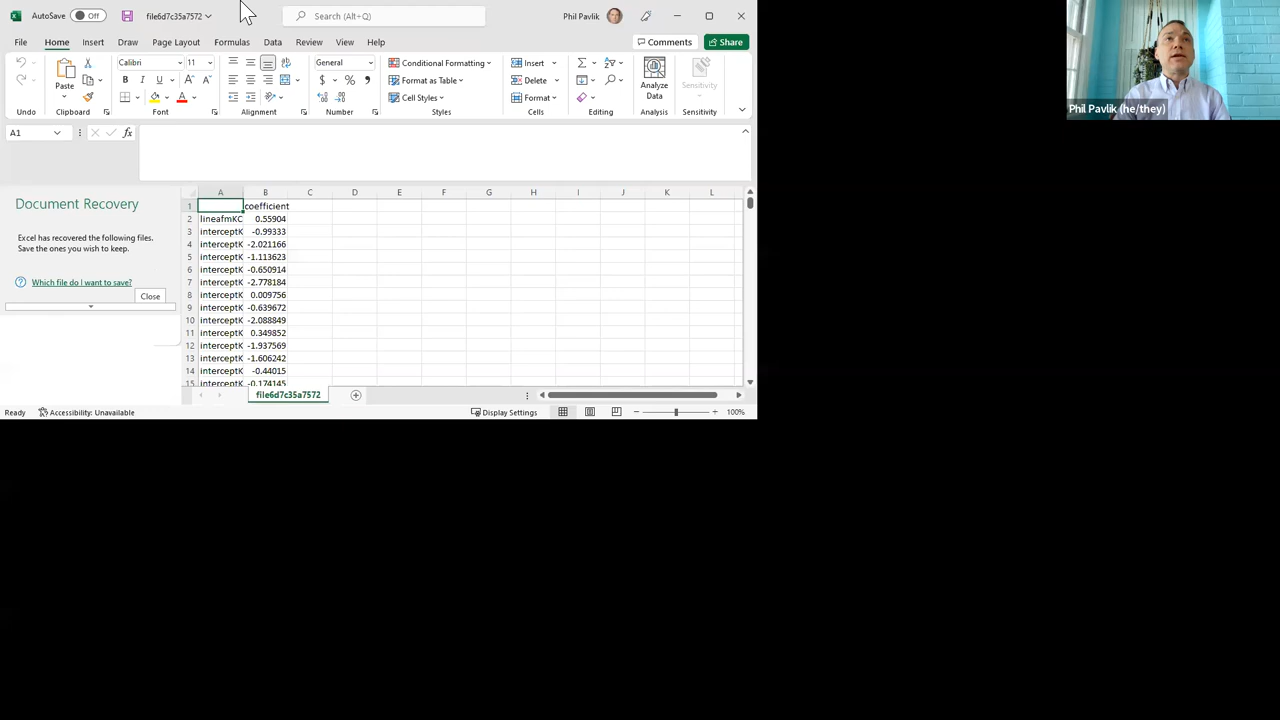 AutoSave Off file6d7c35a7572 Search (Alt+Q) Phil Pavlik
File Home Insert Draw Page Layout Formulas Data Review View Help Comments Share
Calibri 11 General Conditional Formatting Insert
Paste B I U $ % Format as Table Delete Analyze Data Sensitivity
A A Cell Styles Format
Undo Clipboard Font Alignment Number Styles Cells Editing Analysis Sensitivity
A1 fx
Phil Pavlik (he/they)
A B C D E F G H I J K L
Document Recovery
Excel has recovered the following files.
Save the ones you wish to keep.
Which file do I want to save?
Close
1 coefficient
2 lineafmKC 0.55904
3 interceptK -0.99333
4 interceptK -2.021166
5 interceptK -1.113623
6 interceptK -0.650914
7 interceptK -2.778184
8 interceptK 0.009756
9 interceptK -0.639672
10 interceptK -2.088849
11 interceptK 0.349852
12 interceptK -1.937569
13 interceptK -1.606242
14 interceptK -0.44015
15 interceptK -0.174145
file6d7c35a7572
Ready Accessibility: Unavailable Display Settings 100%